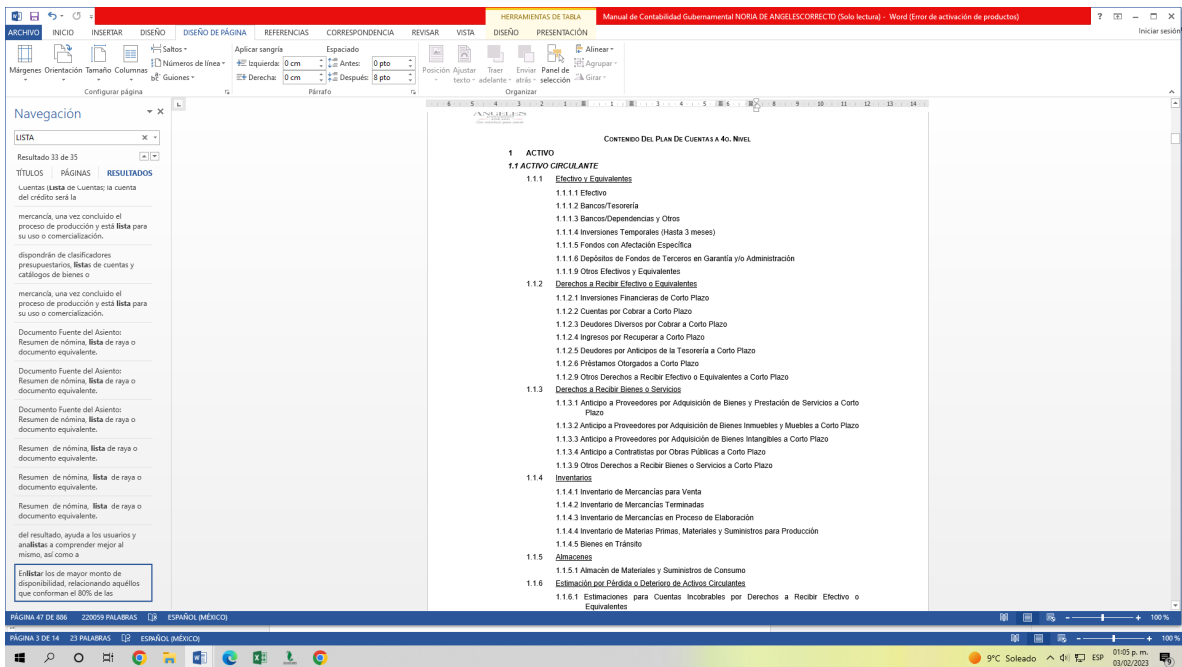 HERRAMIENTAS DE TABLA
Manual de Contabilidad Gubernamental NORIA DE ANGELESCORRECTO (Solo lectura) - Word (Error de activación de productos)
ARCHIVO INICIO INSERTAR DISEÑO DISEÑO DE PÁGINA REFERENCIAS CORRESPONDENCIA REVISAR VISTA DISEÑO PRESENTACIÓN Iniciar sesión
Márgenes Orientación Tamaño Columnas
Saltos
Números de línea
Guiones
Configurar página
Aplicar sangría Espaciado
Izquierda: 0 cm Antes: 0 pto
Derecha: 0 cm Después: 8 pto
Párrafo
Posición Ajustar texto Traer adelante Enviar atrás Panel de selección
Alinear
Agrupar
Girar
Organizar
Navegación
LISTA
Resultado 33 de 35
TÍTULOS PÁGINAS RESULTADOS
Cuentas (Lista de Cuentas; la cuenta
del crédito será la
mercancía, una vez concluido el
proceso de producción y está lista para
su uso o comercialización.
dispondrán de clasificadores
presupuestarios, listas de cuentas y
catálogos de bienes o
mercancía, una vez concluido el
proceso de producción y está lista para
su uso o comercialización.
Documento Fuente del Asiento:
Resumen de nómina, lista de raya o
documento equivalente.
Documento Fuente del Asiento:
Resumen de nómina, lista de raya o
documento equivalente.
Documento Fuente del Asiento:
Resumen de nómina, lista de raya o
documento equivalente.
Resumen de nómina, lista de raya o
documento equivalente.
Resumen de nómina, lista de raya o
documento equivalente.
Resumen de nómina, lista de raya o
documento equivalente.
del resultado, ayuda a los usuarios y
analistas a comprender mejor al
mismo, así como a
Enlistar los de mayor monto de
disponibilidad, relacionando aquéllos
que conforman el 80% de las
6 5 4 3 2 1 1 3 4 5 6 8 9 10 11 12 13 14
ANGELES
CONTENIDO DEL PLAN DE CUENTAS A 4O. NIVEL
1 ACTIVO
1.1 ACTIVO CIRCULANTE
1.1.1 Efectivo y Equivalentes
1.1.1.1 Efectivo
1.1.1.2 Bancos/Tesorería
1.1.1.3 Bancos/Dependencias y Otros
1.1.1.4 Inversiones Temporales (Hasta 3 meses)
1.1.1.5 Fondos con Afectación Específica
1.1.1.6 Depósitos de Fondos de Terceros en Garantía y/o Administración
1.1.1.9 Otros Efectivos y Equivalentes
1.1.2 Derechos a Recibir Efectivo o Equivalentes
1.1.2.1 Inversiones Financieras de Corto Plazo
1.1.2.2 Cuentas por Cobrar a Corto Plazo
1.1.2.3 Deudores Diversos por Cobrar a Corto Plazo
1.1.2.4 Ingresos por Recuperar a Corto Plazo
1.1.2.5 Deudores por Anticipos de la Tesorería a Corto Plazo
1.1.2.6 Préstamos Otorgados a Corto Plazo
1.1.2.9 Otros Derechos a Recibir Efectivo o Equivalentes a Corto Plazo
1.1.3 Derechos a Recibir Bienes o Servicios
1.1.3.1 Anticipo a Proveedores por Adquisición de Bienes y Prestación de Servicios a Corto
Plazo
1.1.3.2 Anticipo a Proveedores por Adquisición de Bienes Inmuebles y Muebles a Corto Plazo
1.1.3.3 Anticipo a Proveedores por Adquisición de Bienes Intangibles a Corto Plazo
1.1.3.4 Anticipo a Contratistas por Obras Públicas a Corto Plazo
1.1.3.9 Otros Derechos a Recibir Bienes o Servicios a Corto Plazo
1.1.4 Inventarios
1.1.4.1 Inventario de Mercancías para Venta
1.1.4.2 Inventario de Mercancías Terminadas
1.1.4.3 Inventario de Mercancías en Proceso de Elaboración
1.1.4.4 Inventario de Materias Primas, Materiales y Suministros para Producción
1.1.4.5 Bienes en Tránsito
1.1.5 Almacenes
1.1.5.1 Almacén de Materiales y Suministros de Consumo
1.1.6 Estimación por Pérdida o Deterioro de Activos Circulantes
1.1.6.1 Estimaciones para Cuentas Incobrables por Derechos a Recibir Efectivo o
Equivalentes
PÁGINA 47 DE 886 220059 PALABRAS ESPAÑOL (MÉXICO) 100 %
PÁGINA 3 DE 14 23 PALABRAS ESPAÑOL (MÉXICO) 100 %
9°C Soleado ESP 01:05 p. m.
03/02/2023